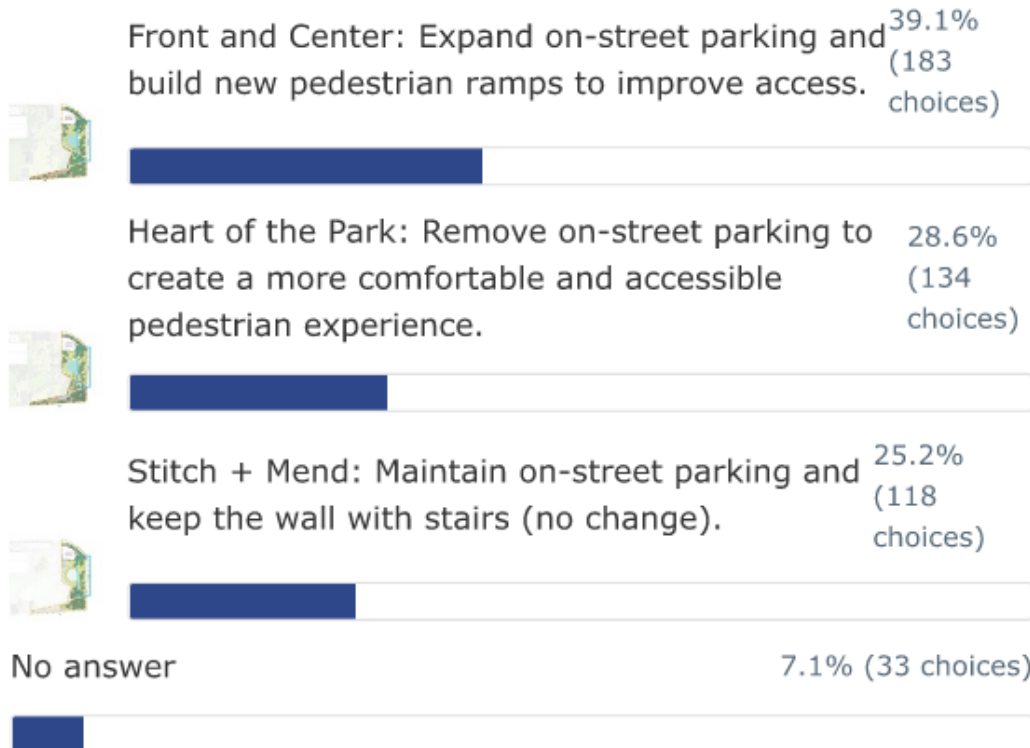 Front and Center: Expand on-street parking and
build new pedestrian ramps to improve access.
39.1%
(183
choices)
Heart of the Park: Remove on-street parking to
create a more comfortable and accessible
pedestrian experience.
28.6%
(134
choices)
Stitch + Mend: Maintain on-street parking and
keep the wall with stairs (no change).
25.2%
(118
choices)
No answer
7.1% (33 choices)